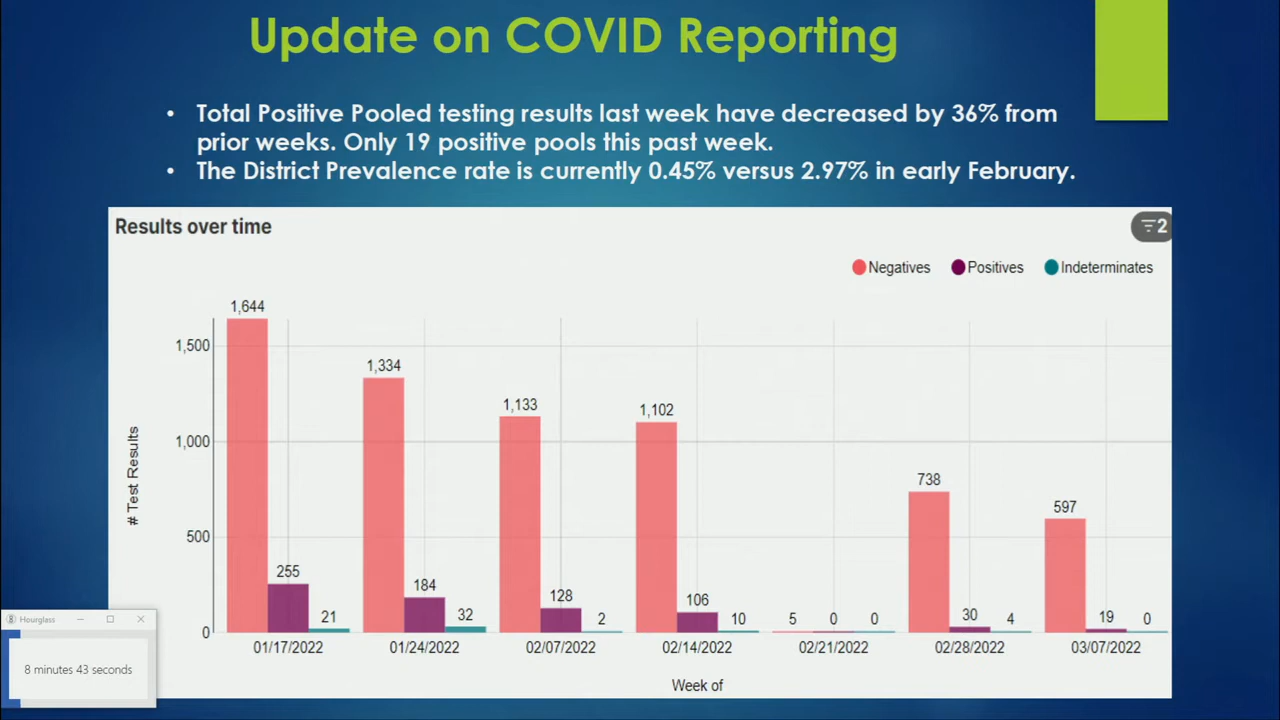 Update on COVID Reporting
• Total Positive Pooled testing results last week have decreased by 36% from
prior weeks. Only 19 positive pools this past week.
• The District Prevalence rate is currently 0.45% versus 2.97% in early February.
Results over time
2
Negatives Positives Indeterminates
1,644
1,334
1,133
1,102
738
597
255
184
128
106
21
32
2
10
5
0
0
30
4
19
0
1,500
1,000
500
0
# Test Results
01/17/2022 01/24/2022 02/07/2022 02/14/2022 02/21/2022 02/28/2022 03/07/2022
Week of
Hourglass
8 minutes 43 seconds